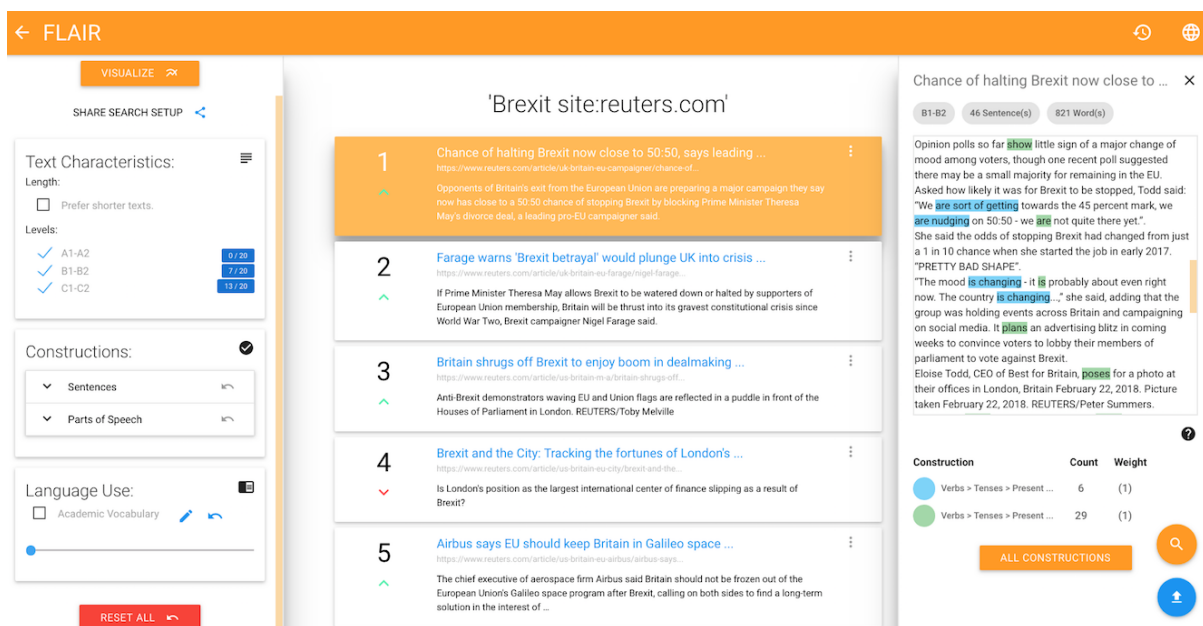 FLAIR
VISUALIZE
SHARE SEARCH SETUP
Text Characteristics:
Length:
Prefer shorter texts.
Levels:
A1-A2
0 / 20
B1-B2
7 / 20
C1-C2
13 / 20
Constructions:
Sentences
Parts of Speech
Language Use:
Academic Vocabulary
RESET ALL
'Brexit site:reuters.com'
1
Chance of halting Brexit now close to 50:50, says leading ...
https://www.reuters.com/article/uk-britain-eu-campaigner/chance-of...
Opponents of Britain's exit from the European Union are preparing a major campaign they say
now has close to a 50:50 chance of stopping Brexit by blocking Prime Minister Theresa
May's divorce deal, a leading pro-EU campaigner said.
2
Farage warns 'Brexit betrayal' would plunge UK into crisis ...
https://www.reuters.com/article/uk-britain-eu-farage/nigel-farage...
If Prime Minister Theresa May allows Brexit to be watered down or halted by supporters of
European Union membership, Britain will be thrust into its gravest constitutional crisis since
World War Two, Brexit campaigner Nigel Farage said.
3
Britain shrugs off Brexit to enjoy boom in dealmaking ...
https://www.reuters.com/article/us-britain-m-a/britain-shrugs-off...
Anti-Brexit demonstrators waving EU and Union flags are reflected in a puddle in front of the
Houses of Parliament in London. REUTERS/Toby Melville
4
Brexit and the City: Tracking the fortunes of London's ...
https://www.reuters.com/article/us-britain-eu-city/brexit-and-the...
Is London's position as the largest international center of finance slipping as a result of
Brexit?
5
Airbus says EU should keep Britain in Galileo space ...
https://www.reuters.com/article/us-britain-eu-airbus/airbus-says...
The chief executive of aerospace firm Airbus said Britain should not be frozen out of the
European Union's Galileo space program after Brexit, calling on both sides to find a long-term
solution in the interest of ...
Chance of halting Brexit now close to ...
B1-B2
46 Sentence(s)
821 Word(s)
Opinion polls so far show little sign of a major change of
mood among voters, though one recent poll suggested
there may be a small majority for remaining in the EU.
Asked how likely it was for Brexit to be stopped, Todd said:
"We are sort of getting towards the 45 percent mark, we
are nudging on 50:50 - we are not quite there yet.".
She said the odds of stopping Brexit had changed from just
a 1 in 10 chance when she started the job in early 2017.
"PRETTY BAD SHAPE".
"The mood is changing - it is probably about even right
now. The country is changing...," she said, adding that the
group was holding events across Britain and campaigning
on social media. It plans an advertising blitz in coming
weeks to convince voters to lobby their members of
parliament to vote against Brexit.
Eloise Todd, CEO of Best for Britain, poses for a photo at
their offices in London, Britain February 22, 2018. Picture
taken February 22, 2018. REUTERS/Peter Summers.
Construction Count Weight
Verbs > Tenses > Present ... 6 (1)
Verbs > Tenses > Present ... 29 (1)
ALL CONSTRUCTIONS